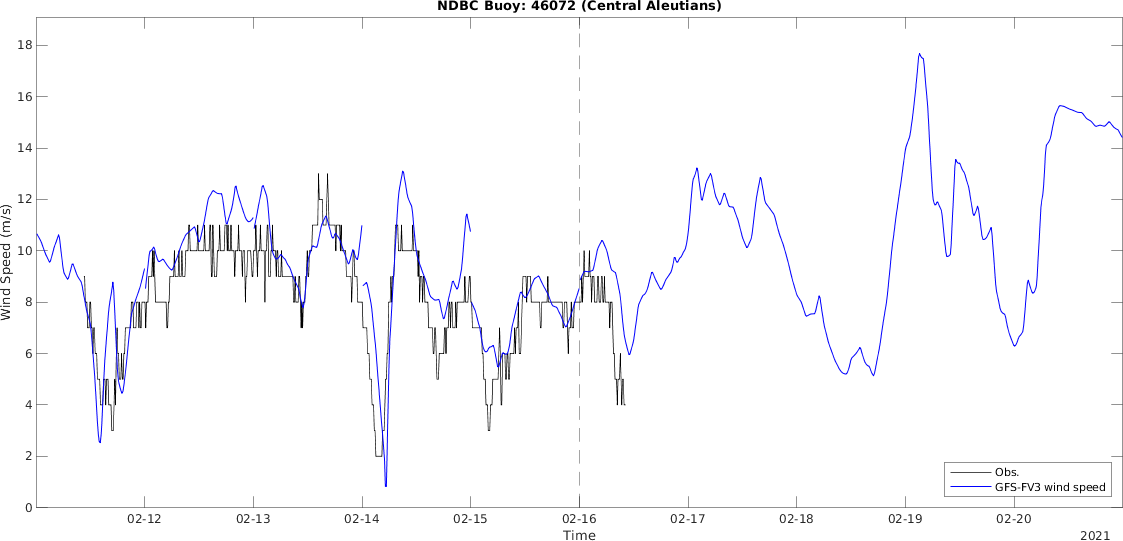 NDBC Buoy: 46072 (Central Aleutians)
18
16
14
12
10
8
6
4
2
0
Wind Speed (m/s)
02-12 02-13 02-14 02-15 02-16 02-17 02-18 02-19 02-20
Time
2021
Obs.
GFS-FV3 wind speed